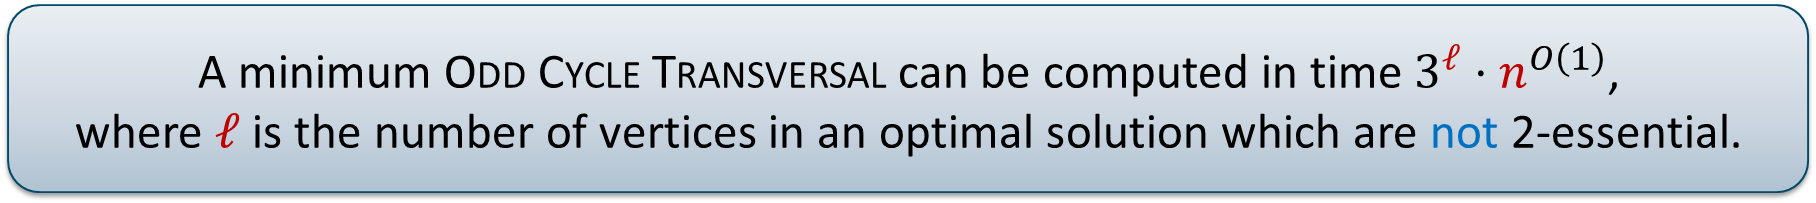 A minimum ODD CYCLE TRANSVERSAL can be computed in time 3^ℓ · n^{O(1)},
where ℓ is the number of vertices in an optimal solution which are not 2-essential.